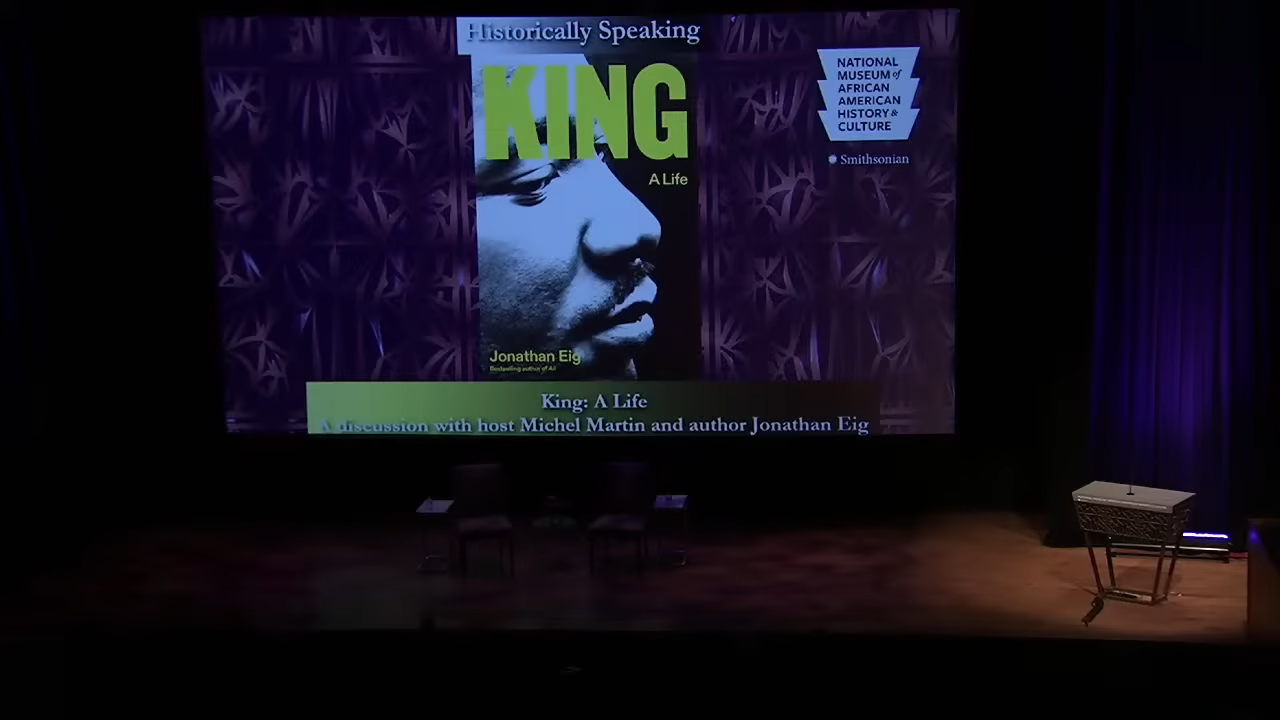 Historically Speaking
KING
A Life
Jonathan Eig
Bestselling author of Ali
NATIONAL
MUSEUM of
AFRICAN
AMERICAN
HISTORY &
CULTURE
Smithsonian
King: A Life
A discussion with host Michel Martin and author Jonathan Eig